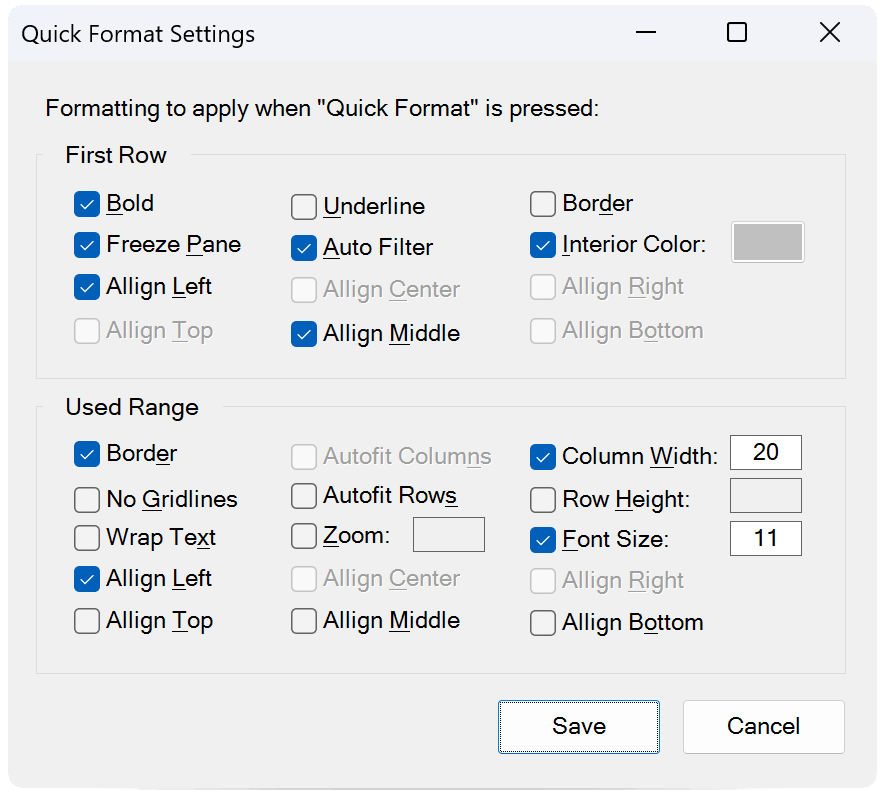 Quick Format Settings
Formatting to apply when "Quick Format" is pressed:
First Row
Bold Underline Border
Freeze Pane Auto Filter Interior Color:
Allign Left Allign Center Allign Right
Allign Top Allign Middle Allign Bottom
Used Range
Border Autofit Columns Column Width: 20
No Gridlines Autofit Rows Row Height:
Wrap Text Zoom: Font Size: 11
Allign Left Allign Center Allign Right
Allign Top Allign Middle Allign Bottom
Save Cancel